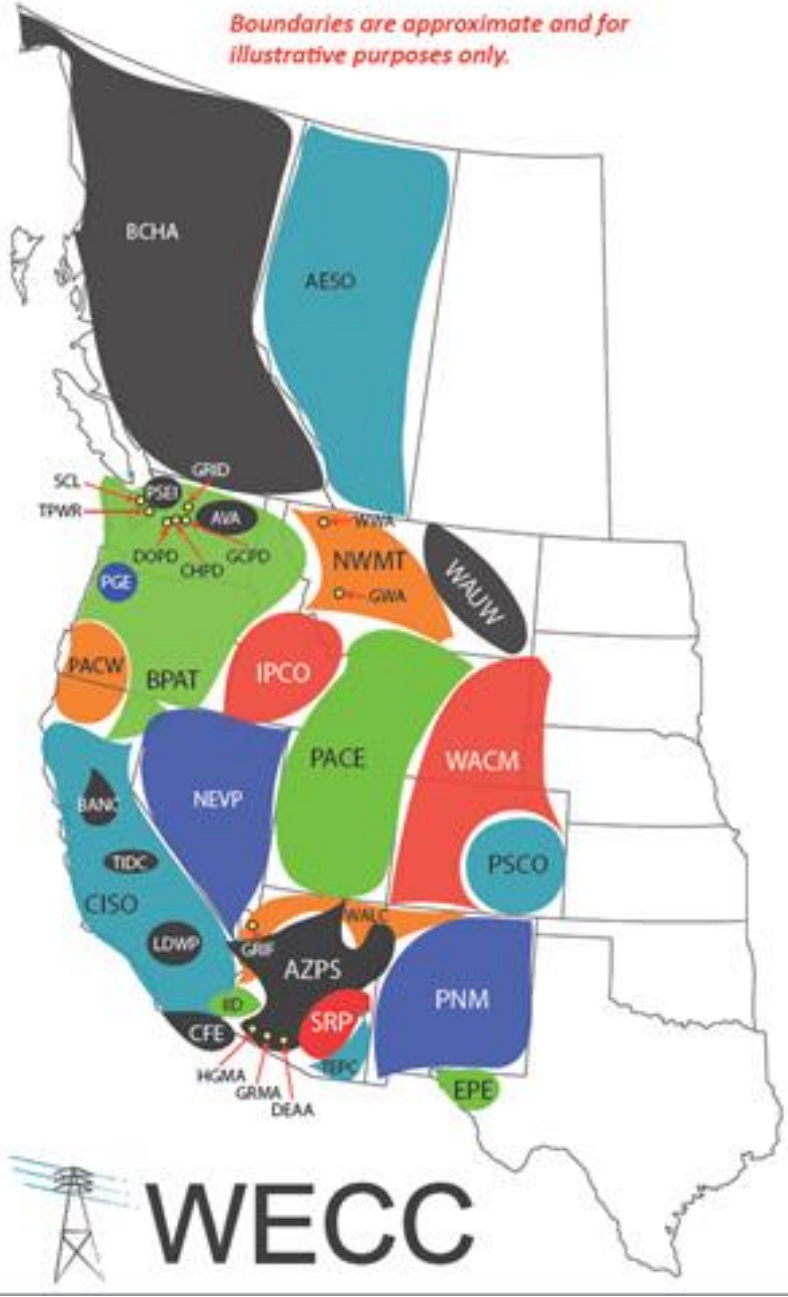 Boundaries are approximate and for
illustrative purposes only.
BCHA
AESO
GRID
SCL
PSEI
TPWR
AVA
WWA
DOPD
CHPD
GCPD
NWMT
WAUW
PGE
GWA
PACW
BPAT
IPCO
PACE
WACM
NEVP
BANC
TIDC
PSCO
CISO
WALC
LDWP
GRIF
AZPS
PNM
IID
SRP
CFE
TEPC
HGMA
GRMA
DEAA
EPE
WECC